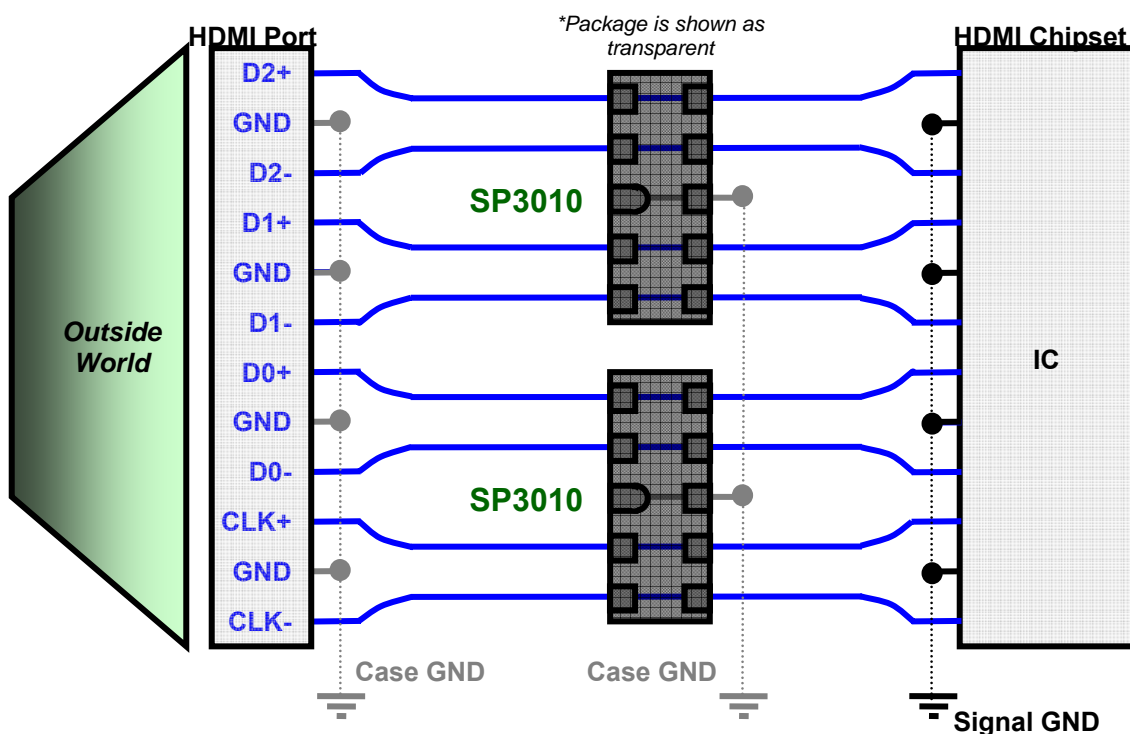 *Package is shown as
transparent
HDMI Port
HDMI Chipset
D2+
GND
D2-
SP3010
D1+
GND
D1-
Outside
World
IC
D0+
GND
D0-
SP3010
CLK+
GND
CLK-
Case GND
Case GND
Signal GND